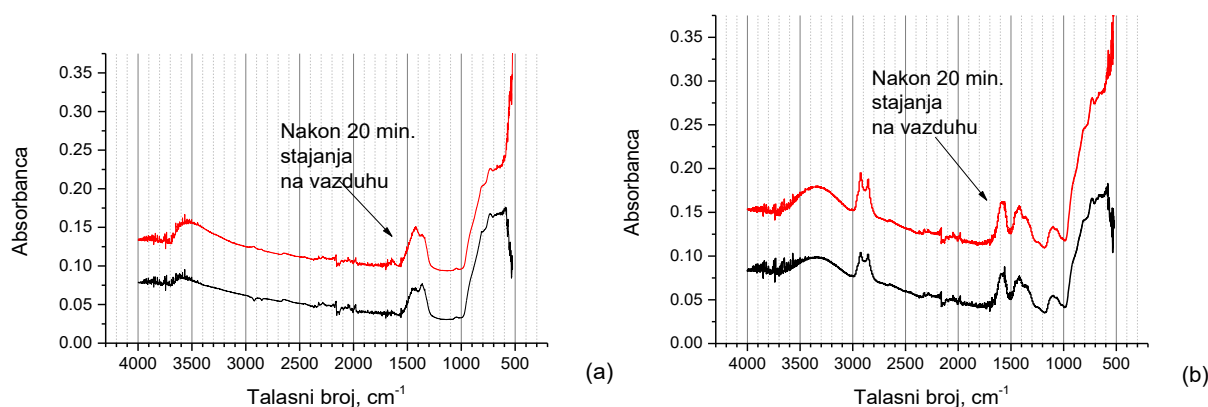 0.35
0.30
0.25
0.20
0.15
0.10
0.05
0.00
Absorbanca
Nakon 20 min.
stajanja
na vazduhu
4000 3500 3000 2500 2000 1500 1000 500
Talasni broj, cm⁻¹
(a)
0.35
0.30
0.25
0.20
0.15
0.10
0.05
0.00
Absorbanca
Nakon 20 min.
stajanja
na vazduhu
4000 3500 3000 2500 2000 1500 1000 500
Talasni broj, cm⁻¹
(b)